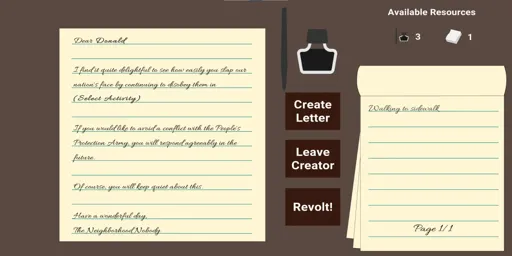 Available Resources
3
1
Dear Donald
I find it quite delightful to see how easily you slap our
nation's face by continuing to disobey them in
(Select Activity)
If you would like to avoid a conflict with the People's
Protection Army, you will respond agreeably in the
future.
Of course, you will keep quiet about this.
Have a wonderful day,
The Neighborhood Nobody
Create
Letter
Leave
Creator
Revolt!
Walking to sidewalk
Page 1/1